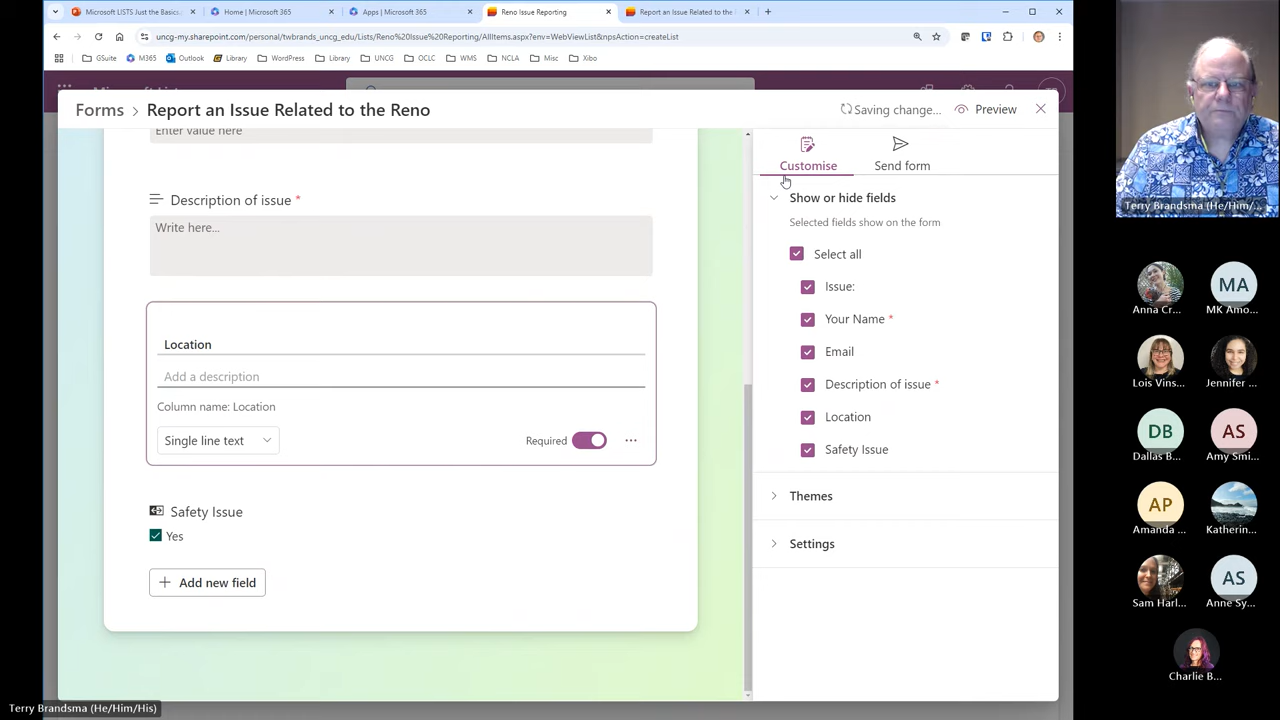 Microsoft LISTS Just the Basics
Home | Microsoft 365
Apps | Microsoft 365
Reno Issue Reporting
Report an Issue Related to the
uncg-my.sharepoint.com/personal/twbrands_uncg_edu/Lists/Reno%20Issue%20Reporting/AllItems.aspx?env=WebViewList&npsAction=createList
GSuite
M365
Outlook
Library
WordPress
Library
UNCG
OCLC
WMS
NCLA
Misc
Xibo
Forms > Report an Issue Related to the Reno
Saving change...
Preview
Enter value here
Customise
Send form
Description of issue *
Write here...
Location
Add a description
Column name: Location
Single line text
Required
Safety Issue
Yes
Add new field
Show or hide fields
Selected fields show on the form
Select all
Issue:
Your Name *
Email
Description of issue *
Location
Safety Issue
Themes
Settings
Terry Brandsma (He/Him/...
Anna Cr...
MA
MK Amo...
Lois Vins...
Jennifer ...
DB
Dallas B...
AS
Amy Smi...
AP
Amanda ...
Katherin...
Sam Harl...
AS
Anne Sy...
Charlie B...
Terry Brandsma (He/Him/His)